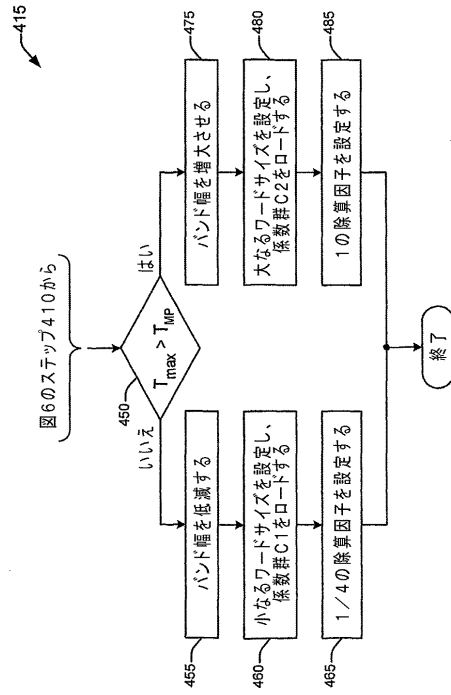 415
図6のステップ410から
450
T_max > T_MP
いいえ
はい
455
バンド幅を低減する
460
小なるワードサイズを設定し、
係数群C1をロードする
465
1/4の除算因子を設定する
475
バンド幅を増大させる
480
大なるワードサイズを設定し、
係数群C2をロードする
485
1の除算因子を設定する
終了